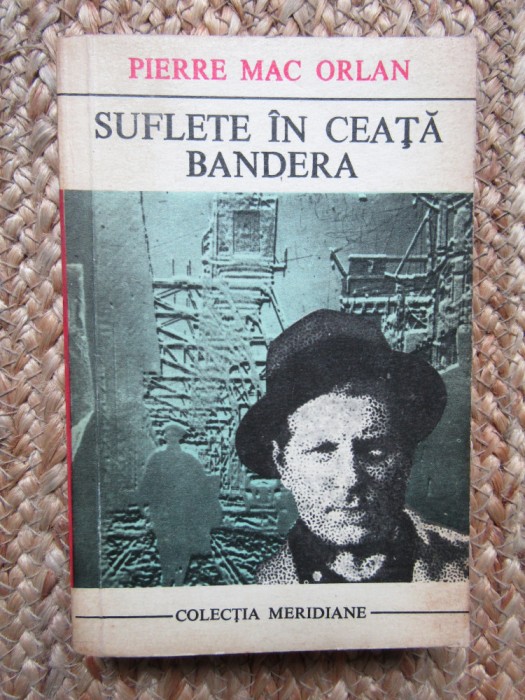 PIERRE MAC ORLAN
SUFLETE ÎN CEAŢĂ
BANDERA
COLECŢIA MERIDIANE